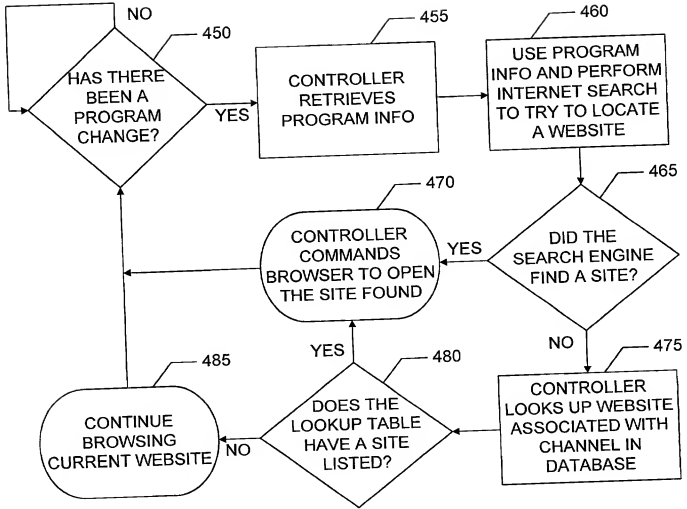 NO
450
HAS THERE
BEEN A
PROGRAM
CHANGE?
YES
455
CONTROLLER
RETRIEVES
PROGRAM INFO
460
USE PROGRAM
INFO AND PERFORM
INTERNET SEARCH
TO TRY TO LOCATE
A WEBSITE
465
DID THE
SEARCH ENGINE
FIND A SITE?
YES
470
CONTROLLER
COMMANDS
BROWSER TO OPEN
THE SITE FOUND
NO
475
CONTROLLER
LOOKS UP WEBSITE
ASSOCIATED WITH
CHANNEL IN
DATABASE
YES
480
DOES THE
LOOKUP TABLE
HAVE A SITE
LISTED?
NO
485
CONTINUE
BROWSING
CURRENT WEBSITE